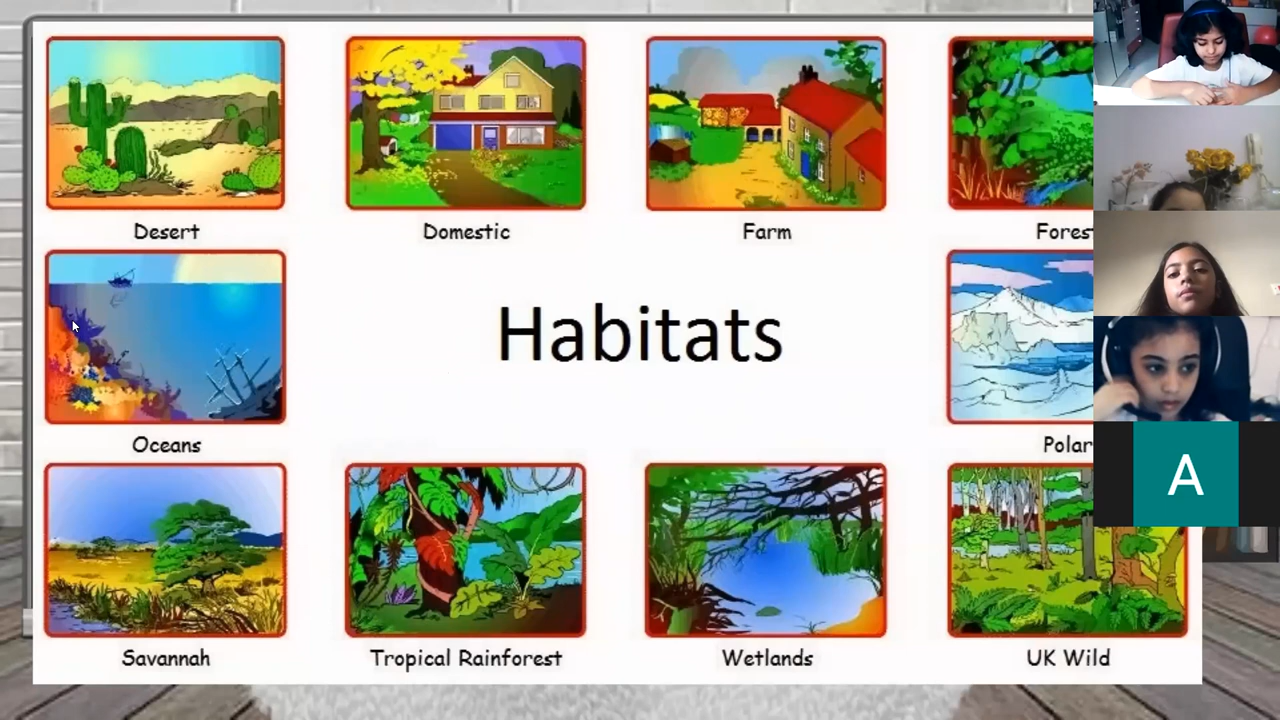 Desert
Domestic
Farm
Fores
Habitats
Oceans
Polar
Savannah
Tropical Rainforest
Wetlands
UK Wild
A